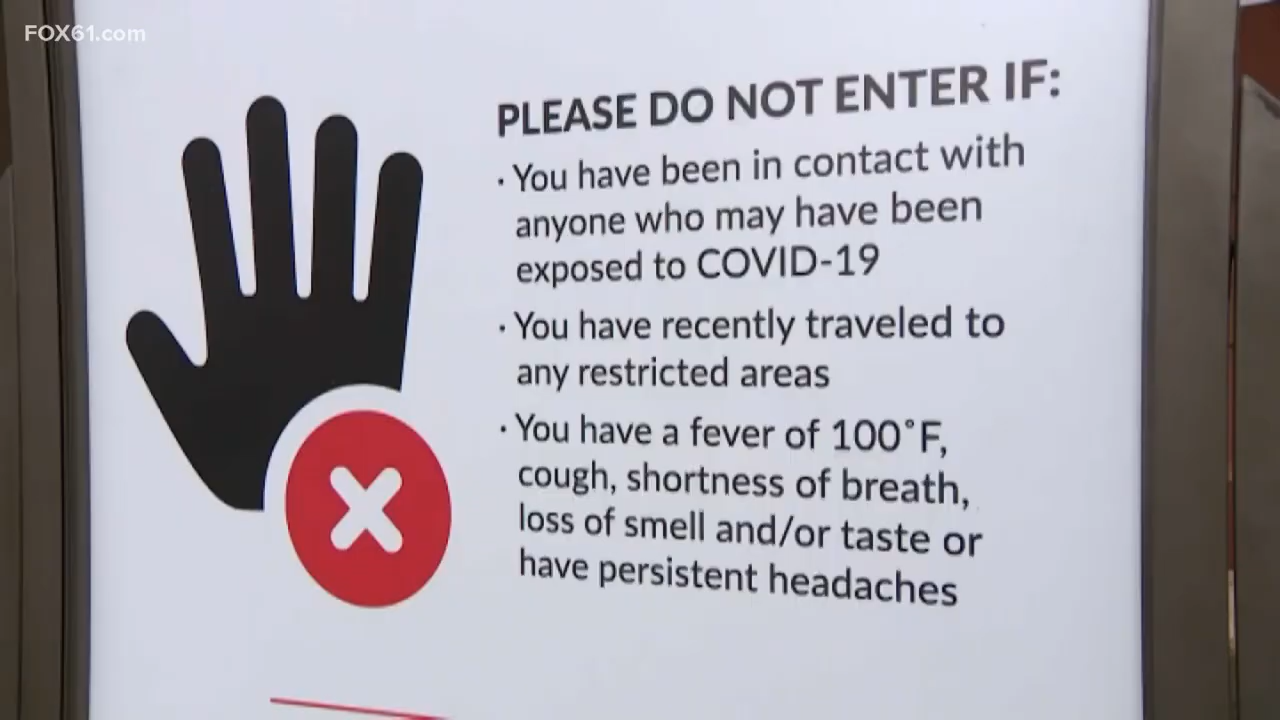 FOX61.com
PLEASE DO NOT ENTER IF:
· You have been in contact with
anyone who may have been
exposed to COVID-19
· You have recently traveled to
any restricted areas
· You have a fever of 100°F,
cough, shortness of breath,
loss of smell and/or taste or
have persistent headaches